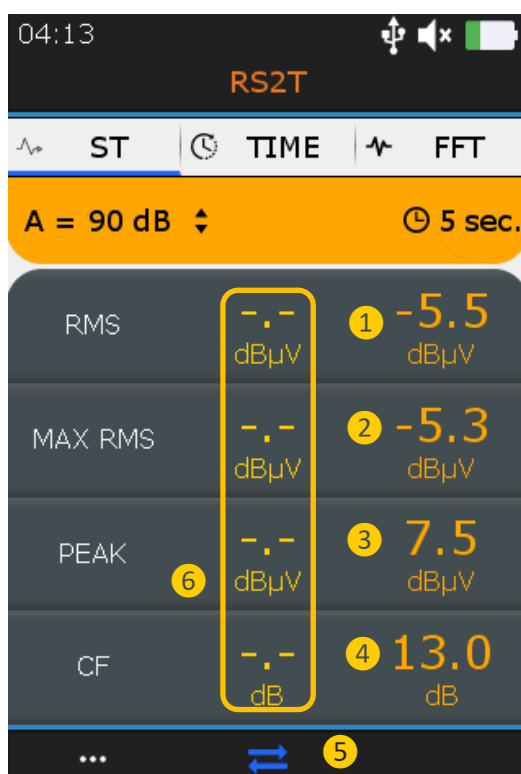 04:13
RS2T
ST TIME FFT
A = 90 dB 5 sec.
RMS -.- 1 -5.5
dBµV dBµV
MAX RMS -.- 2 -5.3
dBµV dBµV
PEAK -.- 3 7.5
6 dBµV dBµV
CF -.- 4 13.0
dB dB
... 5